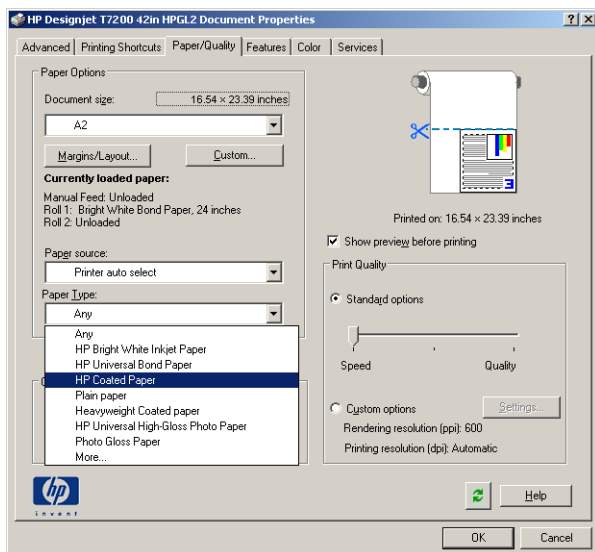 HP Designjet T7200 42in HPGL2 Document Properties
Advanced Printing Shortcuts Paper/Quality Features Color Services
Paper Options
Document size: 16.54 × 23.39 inches
A2
Margins/Layout... Custom...
Currently loaded paper:
Manual Feed: Unloaded
Roll 1: Bright White Bond Paper, 24 inches
Roll 2: Unloaded
Paper source:
Printer auto select
Paper Type:
Any
Any
HP Bright White Inkjet Paper
HP Universal Bond Paper
HP Coated Paper
Plain paper
Heavyweight Coated paper
HP Universal High-Gloss Photo Paper
Photo Gloss Paper
More...
Printed on: 16.54 × 23.39 inches
Show preview before printing
Print Quality
Standard options
Speed Quality
Custom options Settings...
Rendering resolution (ppi): 600
Printing resolution (dpi): Automatic
hp
invent
Help
OK Cancel